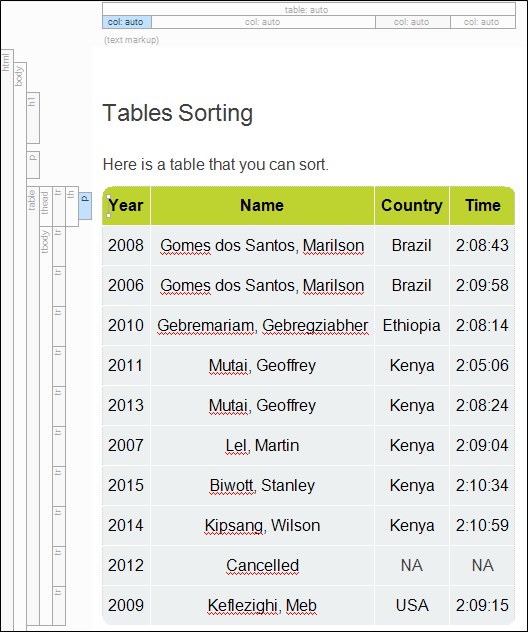 table: auto
col: auto col: auto col: auto col: auto
(text markup)
html
body
h1
p
table
thead
tr
th
p
tbody
tr
tr
tr
tr
tr
tr
tr
tr
tr
tr
Tables Sorting
Here is a table that you can sort.
Year Name Country Time
2008 Gomes dos Santos, Marilson Brazil 2:08:43
2006 Gomes dos Santos, Marilson Brazil 2:09:58
2010 Gebremariam, Gebregziabher Ethiopia 2:08:14
2011 Mutai, Geoffrey Kenya 2:05:06
2013 Mutai, Geoffrey Kenya 2:08:24
2007 Lel, Martin Kenya 2:09:04
2015 Biwott, Stanley Kenya 2:10:34
2014 Kipsang, Wilson Kenya 2:10:59
2012 Cancelled NA NA
2009 Keflezighi, Meb USA 2:09:15